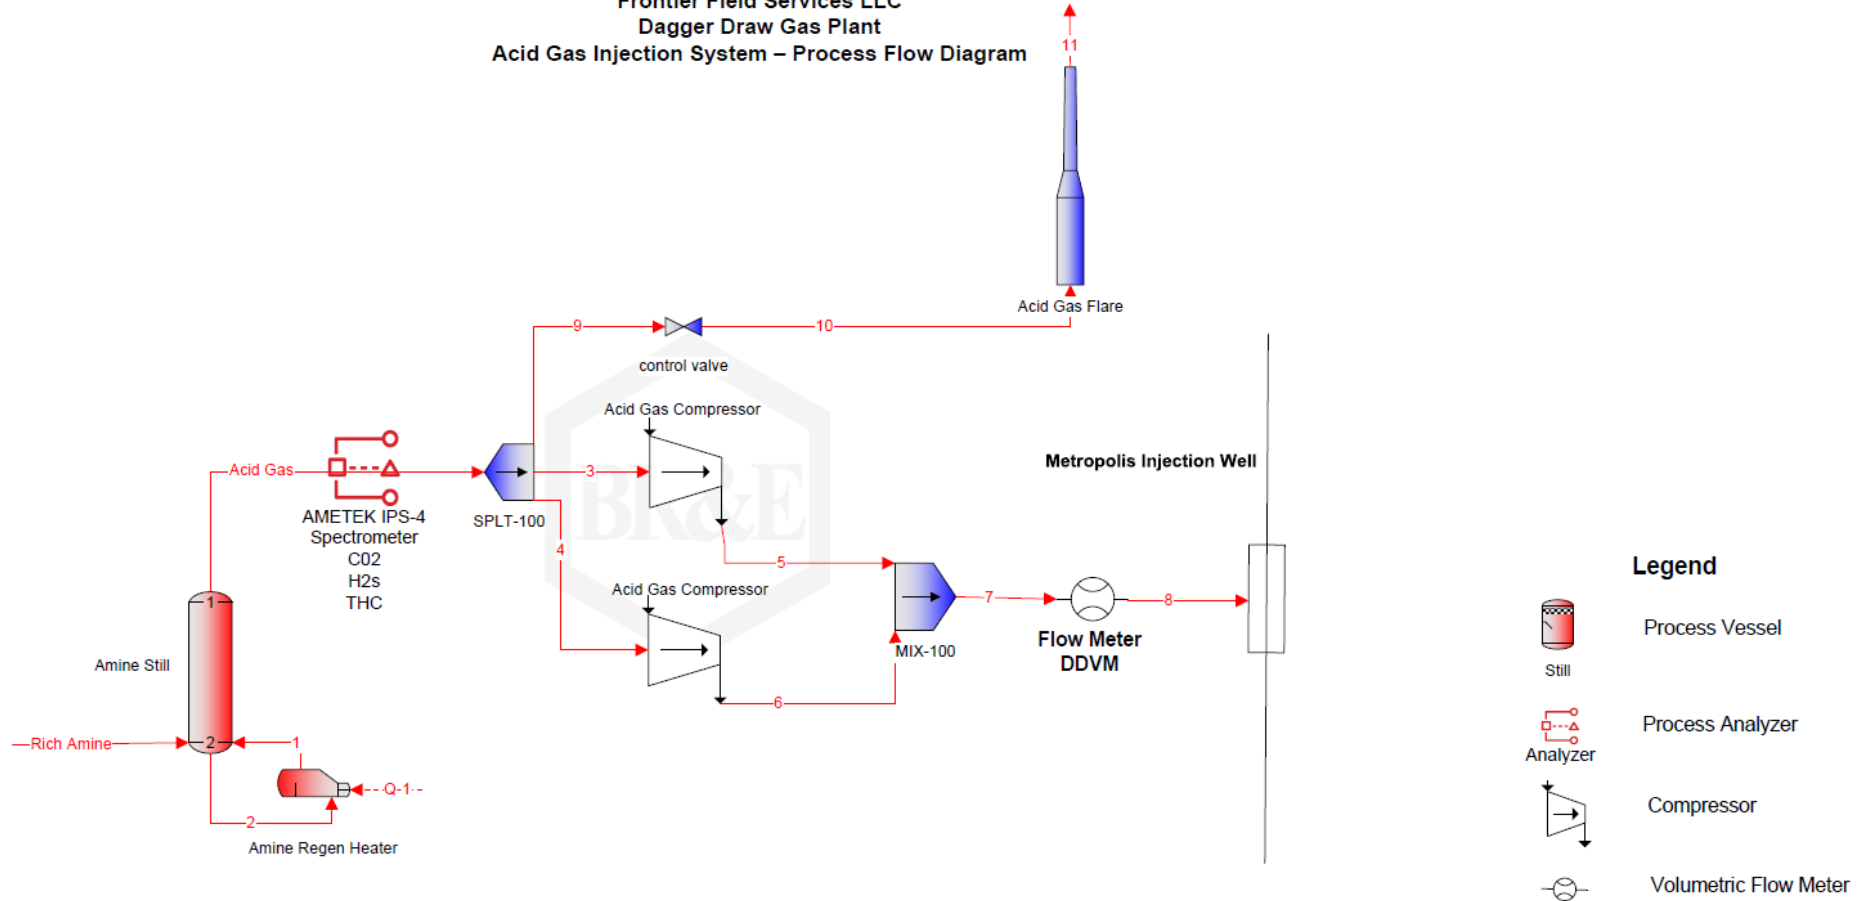 Frontier Field Services LLC
Dagger Draw Gas Plant
Acid Gas Injection System – Process Flow Diagram
11
Acid Gas Flare
9
10
control valve
Acid Gas Compressor
Acid Gas
3
Metropolis Injection Well
BR&E
AMETEK IPS-4
Spectrometer
C02
H2s
THC
SPLT-100
4
5
Acid Gas Compressor
1
7
8
Flow Meter
DDVM
MIX-100
Amine Still
6
Rich Amine
2
1
Q-1
2
Amine Regen Heater
Legend
Process Vessel
Still
Process Analyzer
Analyzer
Compressor
Volumetric Flow Meter